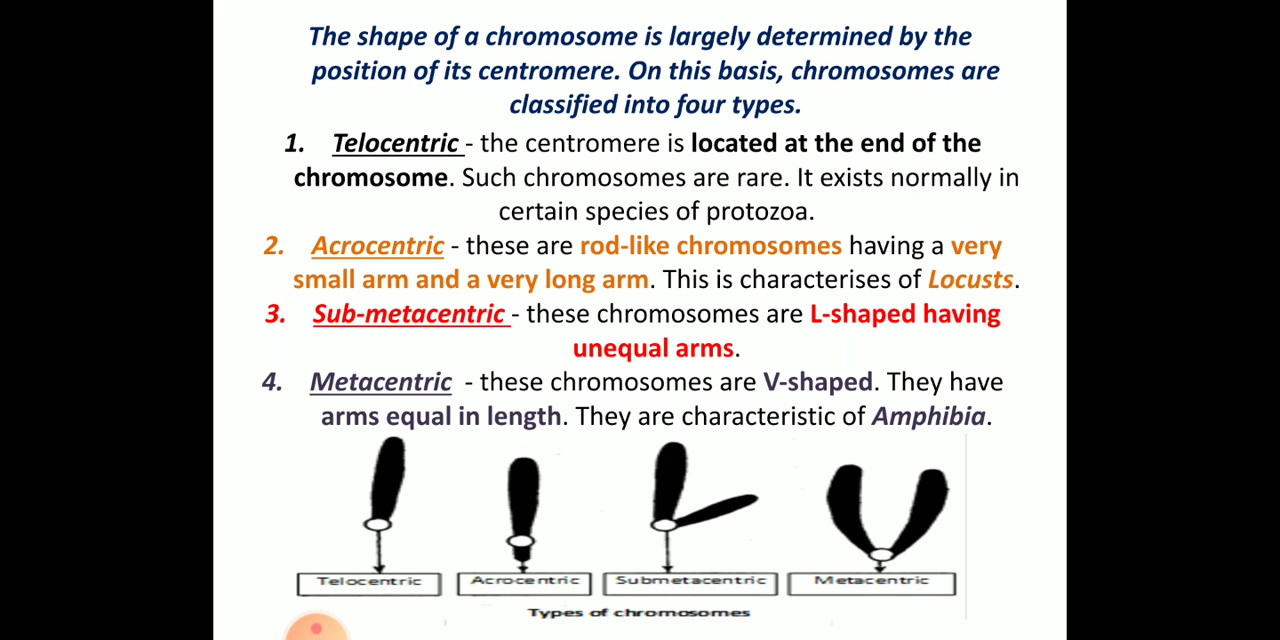 The shape of a chromosome is largely determined by the
position of its centromere. On this basis, chromosomes are
classified into four types.
1. Telocentric - the centromere is located at the end of the
chromosome. Such chromosomes are rare. It exists normally in
certain species of protozoa.
2. Acrocentric - these are rod-like chromosomes having a very
small arm and a very long arm. This is characterises of Locusts.
3. Sub-metacentric - these chromosomes are L-shaped having
unequal arms.
4. Metacentric - these chromosomes are V-shaped. They have
arms equal in length. They are characteristic of Amphibia.
Telocentric Acrocentric Submetacentric Metacentric
Types of chromosomes